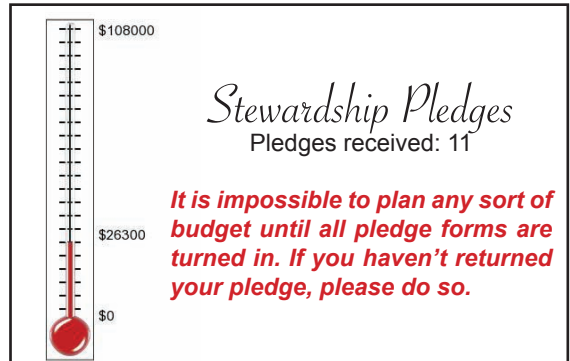 $108000
Stewardship Pledges
Pledges received: 11
It is impossible to plan any sort of
budget until all pledge forms are
turned in. If you haven't returned
your pledge, please do so.
$26300
$0